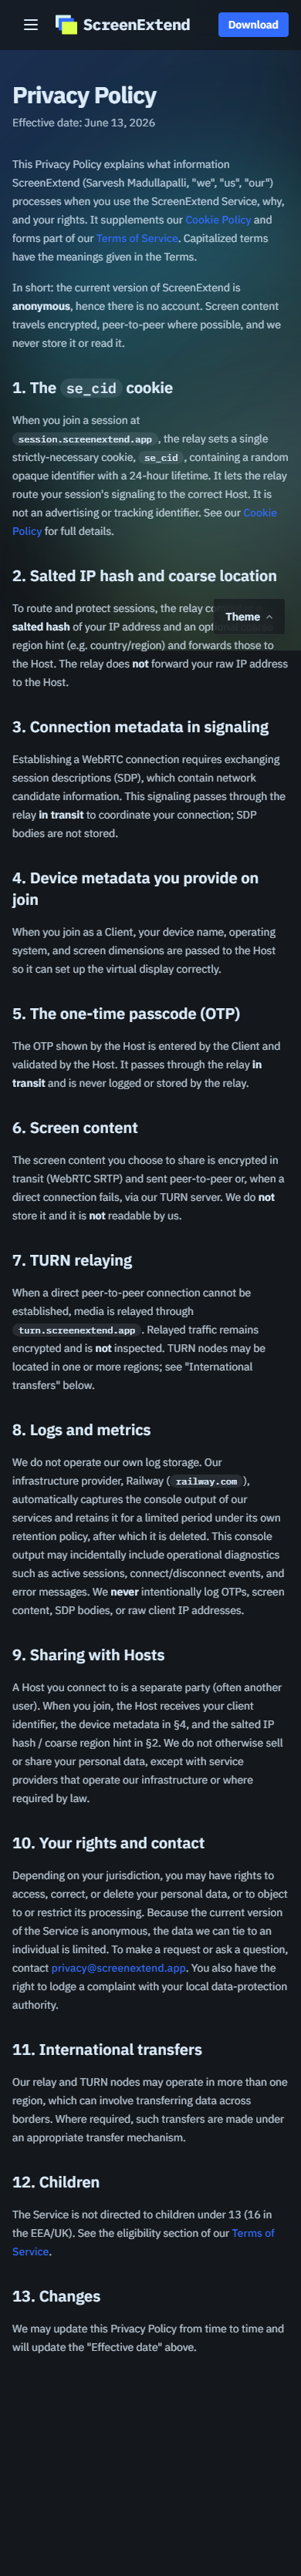 ScreenExtend
Download
Privacy Policy
Effective date: June 13, 2026
This Privacy Policy explains what information
ScreenExtend (Sarvesh Madullapalli, "we", "us", "our")
processes when you use the ScreenExtend Service, why,
and your rights. It supplements our Cookie Policy and
forms part of our Terms of Service. Capitalized terms
have the meanings given in the Terms.
In short: the current version of ScreenExtend is
anonymous, hence there is no account. Screen content
travels encrypted, peer-to-peer where possible, and we
never store it or read it.
1. The se_cid cookie
When you join a session at
session.screenextend.app, the relay sets a single
strictly-necessary cookie, se_cid, containing a random
opaque identifier with a 24-hour lifetime. It lets the relay
route your session's signaling to the correct Host. It is
not an advertising or tracking identifier. See our Cookie
Policy for full details.
2. Salted IP hash and coarse location
To route and protect sessions, the relay
salted hash of your IP address and an
region hint (e.g. country/region) and forwards those to
the Host. The relay does not forward your raw IP address
to the Host.
Theme
3. Connection metadata in signaling
Establishing a WebRTC connection requires exchanging
session descriptions (SDP), which contain network
candidate information. This signaling passes through the
relay in transit to coordinate your connection; SDP
bodies are not stored.
4. Device metadata you provide on
join
When you join as a Client, your device name, operating
system, and screen dimensions are passed to the Host
so it can set up the virtual display correctly.
5. The one-time passcode (OTP)
The OTP shown by the Host is entered by the Client and
validated by the Host. It passes through the relay in
transit and is never logged or stored by the relay.
6. Screen content
The screen content you choose to share is encrypted in
transit (WebRTC SRTP) and sent peer-to-peer or, when a
direct connection fails, via our TURN server. We do not
store it and it is not readable by us.
7. TURN relaying
When a direct peer-to-peer connection cannot be
established, media is relayed through
turn.screenextend.app. Relayed traffic remains
encrypted and is not inspected. TURN nodes may be
located in one or more regions; see "International
transfers" below.
8. Logs and metrics
We do not operate our own log storage. Our
infrastructure provider, Railway (railway.com),
automatically captures the console output of our
services and retains it for a limited period under its own
retention policy, after which it is deleted. This console
output may incidentally include operational diagnostics
such as active sessions, connect/disconnect events, and
error messages. We never intentionally log OTPs, screen
content, SDP bodies, or raw client IP addresses.
9. Sharing with Hosts
A Host you connect to is a separate party (often another
user). When you join, the Host receives your client
identifier, the device metadata in §4, and the salted IP
hash / coarse region hint in §2. We do not otherwise sell
or share your personal data, except with service
providers that operate our infrastructure or where
required by law.
10. Your rights and contact
Depending on your jurisdiction, you may have rights to
access, correct, or delete your personal data, or to object
to or restrict its processing. Because the current version
of the Service is anonymous, the data we can tie to an
individual is limited. To make a request or ask a question,
contact privacy@screenextend.app. You also have the
right to lodge a complaint with your local data-protection
authority.
11. International transfers
Our relay and TURN nodes may operate in more than one
region, which can involve transferring data across
borders. Where required, such transfers are made under
an appropriate transfer mechanism.
12. Children
The Service is not directed to children under 13 (16 in
the EEA/UK). See the eligibility section of our Terms of
Service.
13. Changes
We may update this Privacy Policy from time to time and
will update the "Effective date" above.